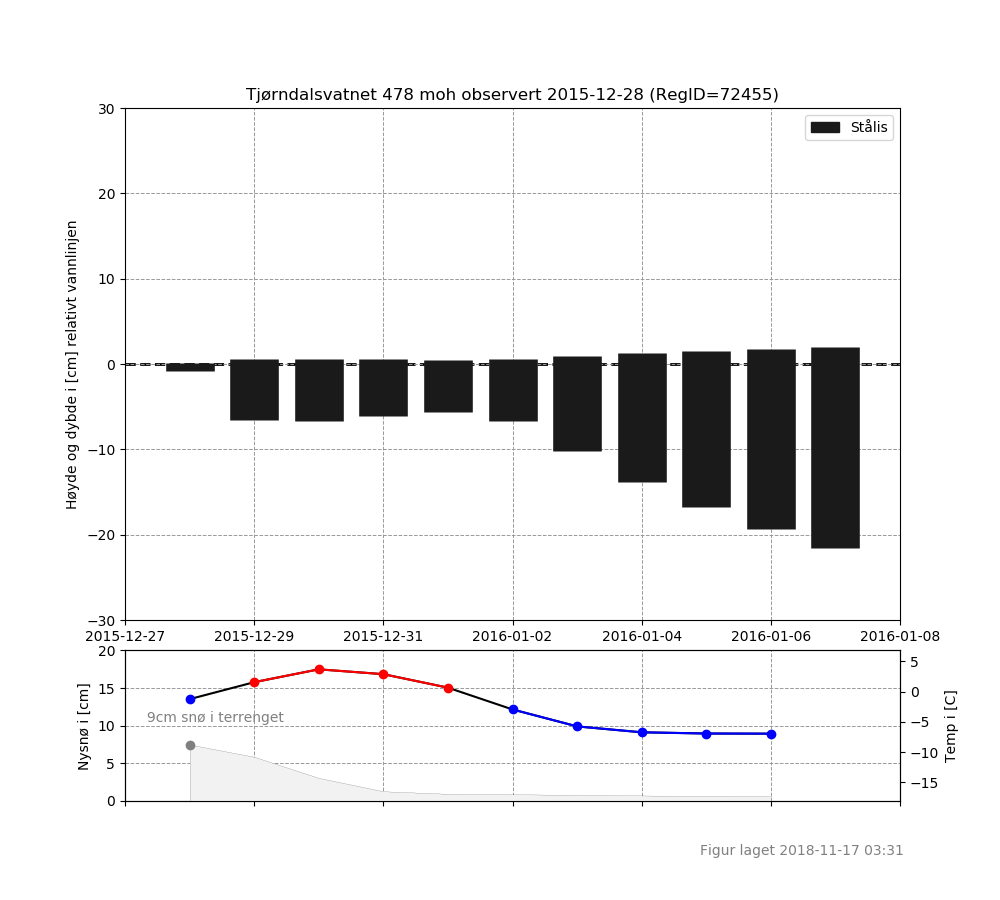 Tjørndalsvatnet 478 moh observert 2015-12-28 (RegID=72455)
Stålis
Høyde og dybde i [cm] relativt vannlinjen
30
20
10
0
−10
−20
−30
2015-12-27 2015-12-29 2015-12-31 2016-01-02 2016-01-04 2016-01-06 2016-01-08
Nysnø i [cm]
20
15
10
5
0
9cm snø i terrenget
5
0
−5
−10
−15
Temp i [C]
Figur laget 2018-11-17 03:31